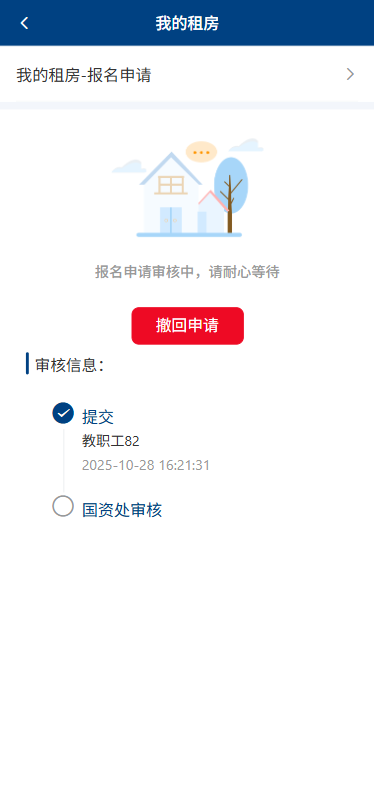 我的租房
我的租房-报名申请
报名申请审核中，请耐心等待
撤回申请
审核信息：
提交
教职工82
2025-10-28 16:21:31
国资处审核